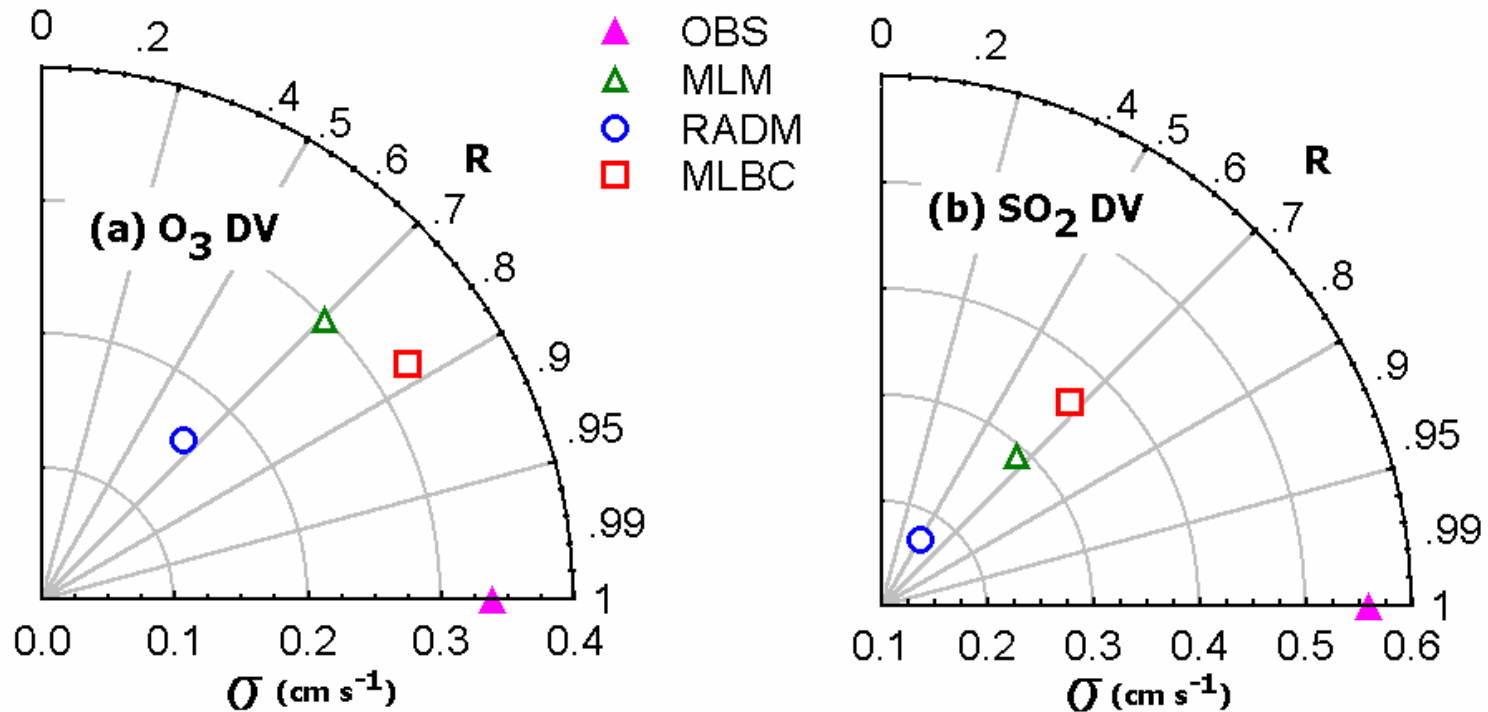 OBS
MLM
RADM
MLBC
0
.2
.4
.5
.6
R
.7
.8
.9
.95
.99
1
(a) O3 DV
0.0 0.1 0.2 0.3 0.4
σ (cm s-1)
0
.2
.4
.5
.6
R
.7
.8
.9
.95
.99
1
(b) SO2 DV
0.1 0.2 0.3 0.4 0.5 0.6
σ (cm s-1)